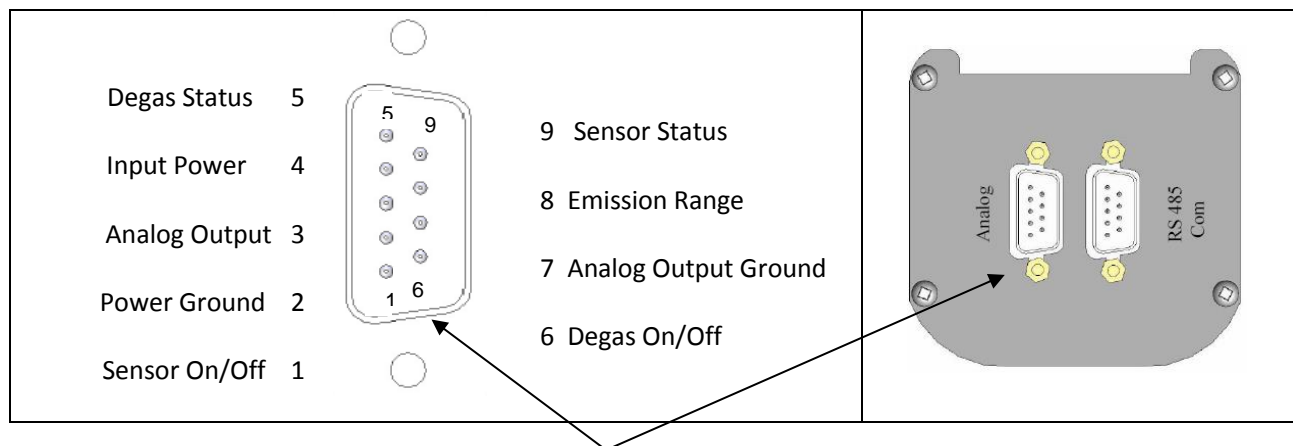 Degas Status 5
Input Power 4
Analog Output 3
Power Ground 2
Sensor On/Off 1
5
9
1
6
9 Sensor Status
8 Emission Range
7 Analog Output Ground
6 Degas On/Off
Analog
RS 485
Com